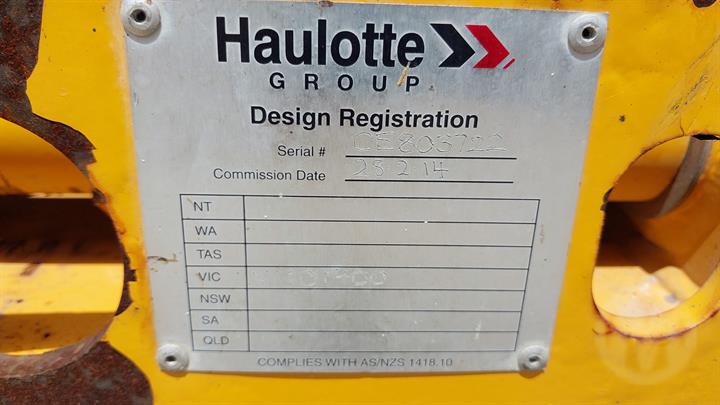 Haulotte
GROUP
Design Registration
Serial # CE803722
Commission Date 28 2 14
NT
WA
TAS
VIC
NSW
SA
QLD
COMPLIES WITH AS/NZS 1418.10